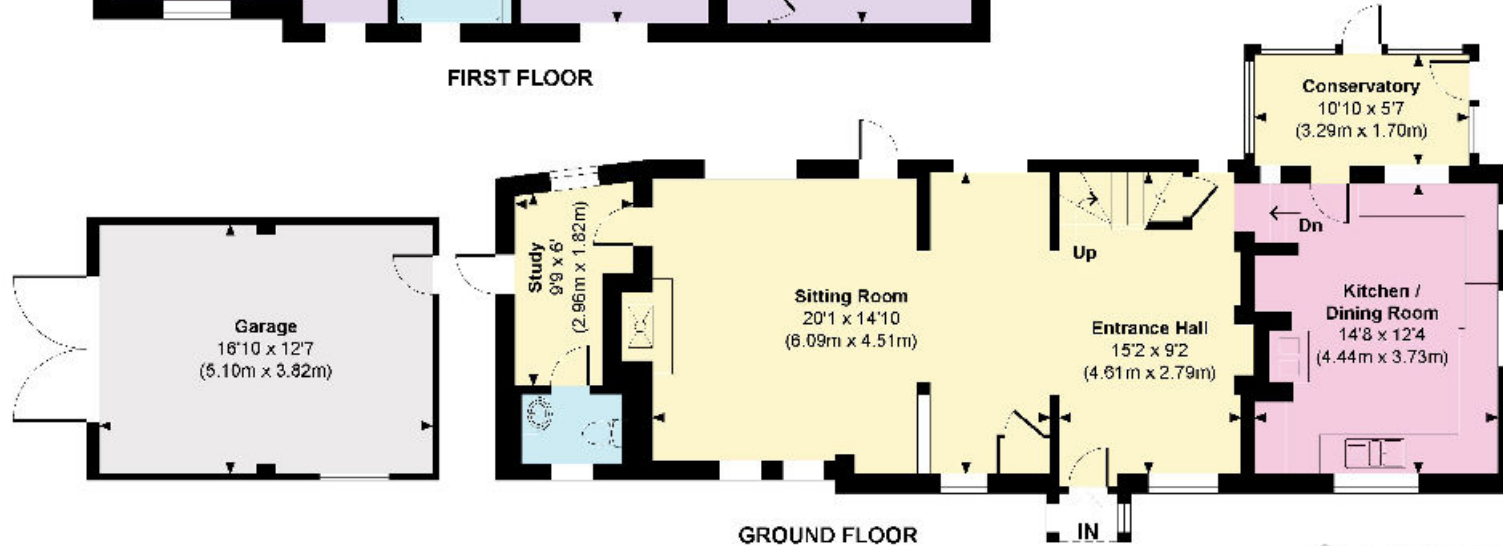 FIRST FLOOR
Conservatory
10'10 x 5'7
(3.29m x 1.70m)
Study
9'9 x 6'
(2.96m x 1.82m)
Dn
Up
Sitting Room
20'1 x 14'10
(6.09m x 4.51m)
Kitchen /
Dining Room
14'8 x 12'4
(4.44m x 3.73m)
Garage
16'10 x 12'7
(5.10m x 3.82m)
Entrance Hall
15'2 x 9'2
(4.61m x 2.79m)
IN
GROUND FLOOR